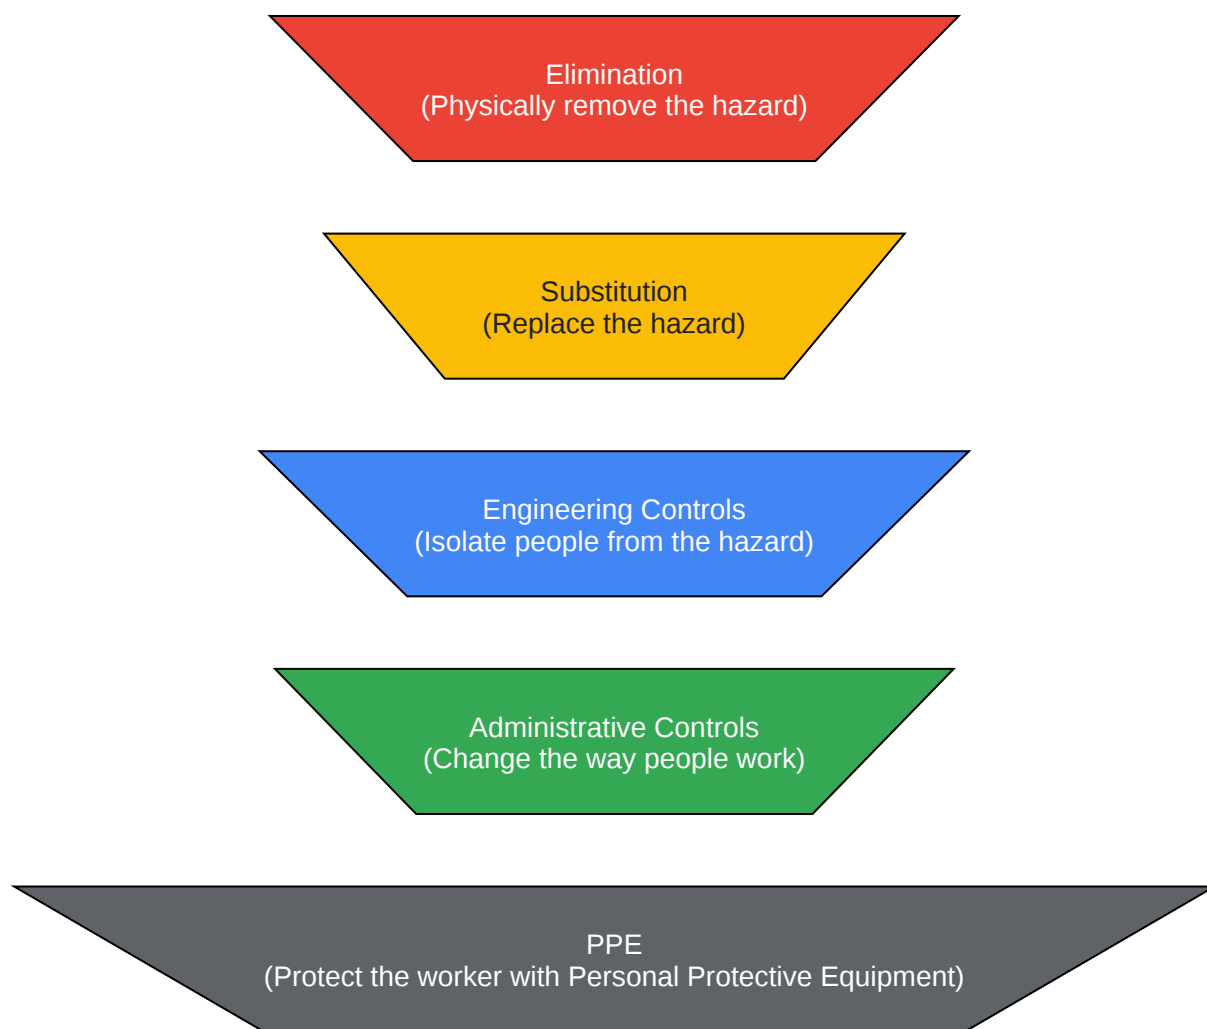 Elimination
(Physically remove the hazard)
Substitution
(Replace the hazard)
Engineering Controls
(Isolate people from the hazard)
Administrative Controls
(Change the way people work)
PPE
(Protect the worker with Personal Protective Equipment)